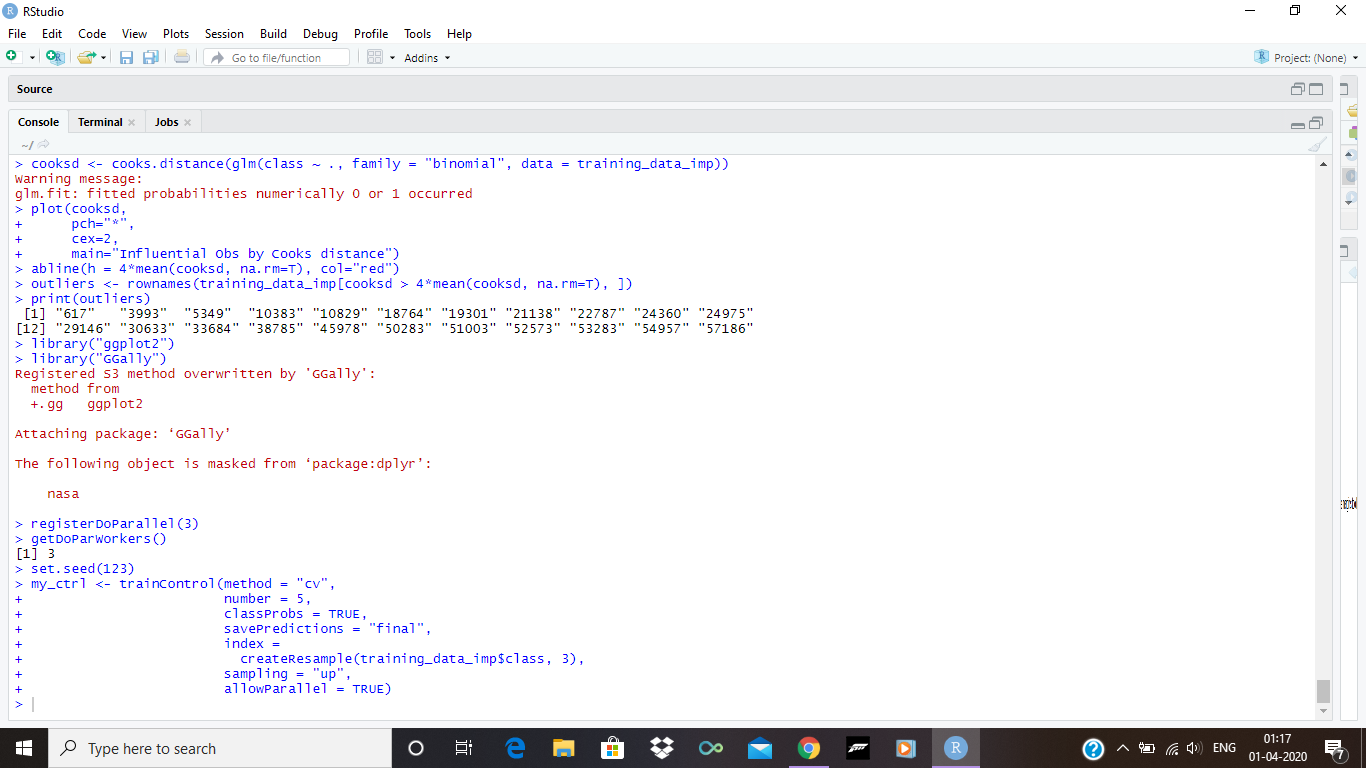 RStudio
File Edit Code View Plots Session Build Debug Profile Tools Help
Go to file/function Addins Project: (None)
Source
Console Terminal Jobs
~/
> cooksd <- cooks.distance(glm(class ~ ., family = "binomial", data = training_data_imp))
Warning message:
glm.fit: fitted probabilities numerically 0 or 1 occurred
> plot(cooksd,
+      pch="*",
+      cex=2,
+      main="Influential Obs by Cooks distance")
> abline(h = 4*mean(cooksd, na.rm=T), col="red")
> outliers <- rownames(training_data_imp[cooksd > 4*mean(cooksd, na.rm=T), ])
> print(outliers)
 [1] "617"   "3993"  "5349"  "10383" "10829" "18764" "19301" "21138" "22787" "24360" "24975"
[12] "29146" "30633" "33684" "38785" "45978" "50283" "51003" "52573" "53283" "54957" "57186"
> library("ggplot2")
> library("GGally")
Registered S3 method overwritten by 'GGally':
  method from
  +.gg   ggplot2
Attaching package: ‘GGally’
The following object is masked from ‘package:dplyr’:
    nasa
> registerDoParallel(3)
> getDoParWorkers()
[1] 3
> set.seed(123)
> my_ctrl <- trainControl(method = "cv",
+                         number = 5,
+                         classProbs = TRUE,
+                         savePredictions = "final",
+                         index =
+                           createResample(training_data_imp$class, 3),
+                         sampling = "up",
+                         allowParallel = TRUE)
>
Type here to search
ENG
01:17
01-04-2020
7